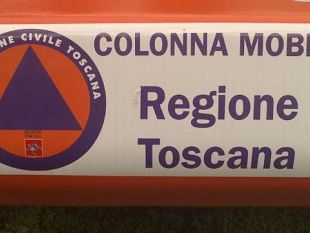 NE CIVILE TOSCANA
COLONNA MOBI
Regione
Toscana